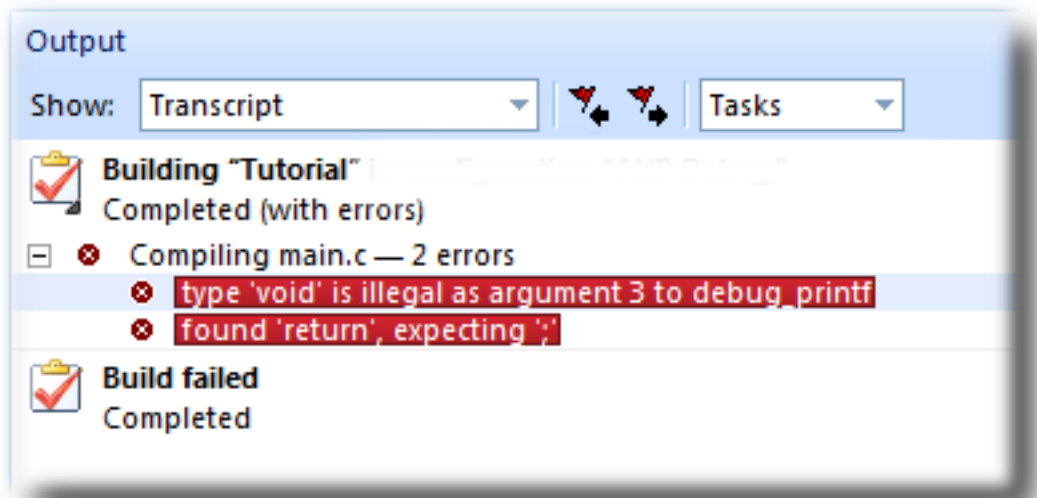 Output
Show: Transcript Tasks
Building “Tutorial”
Completed (with errors)
Compiling main.c — 2 errors
type 'void' is illegal as argument 3 to debug_printf
found 'return', expecting ';'
Build failed
Completed